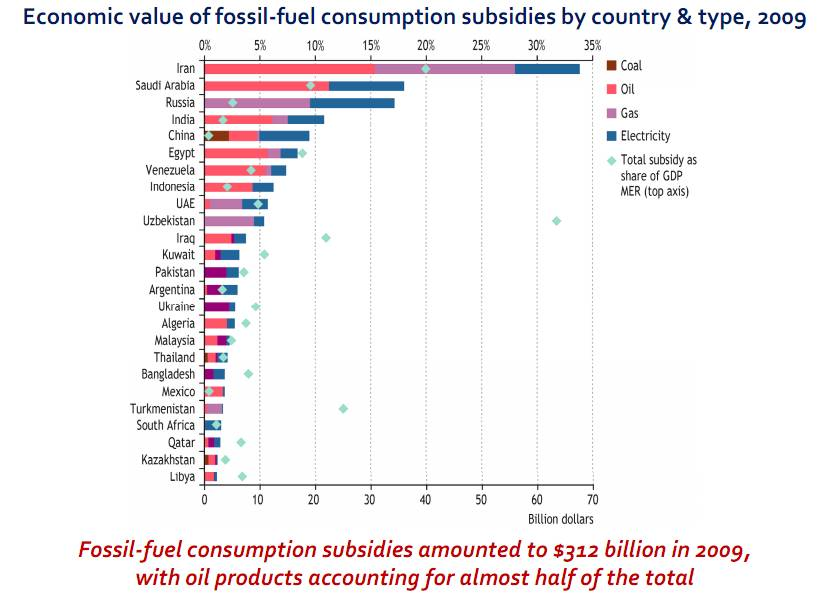 Economic value of fossil-fuel consumption subsidies by country & type, 2009
0% 5% 10% 15% 20% 25% 30% 35%
Iran
Saudi Arabia
Russia
India
China
Egypt
Venezuela
Indonesia
UAE
Uzbekistan
Iraq
Kuwait
Pakistan
Argentina
Ukraine
Algeria
Malaysia
Thailand
Bangladesh
Mexico
Turkmenistan
South Africa
Qatar
Kazakhstan
Libya
0 10 20 30 40 50 60 70
Billion dollars
Coal
Oil
Gas
Electricity
Total subsidy as
share of GDP
MER (top axis)
Fossil-fuel consumption subsidies amounted to $312 billion in 2009,
with oil products accounting for almost half of the total